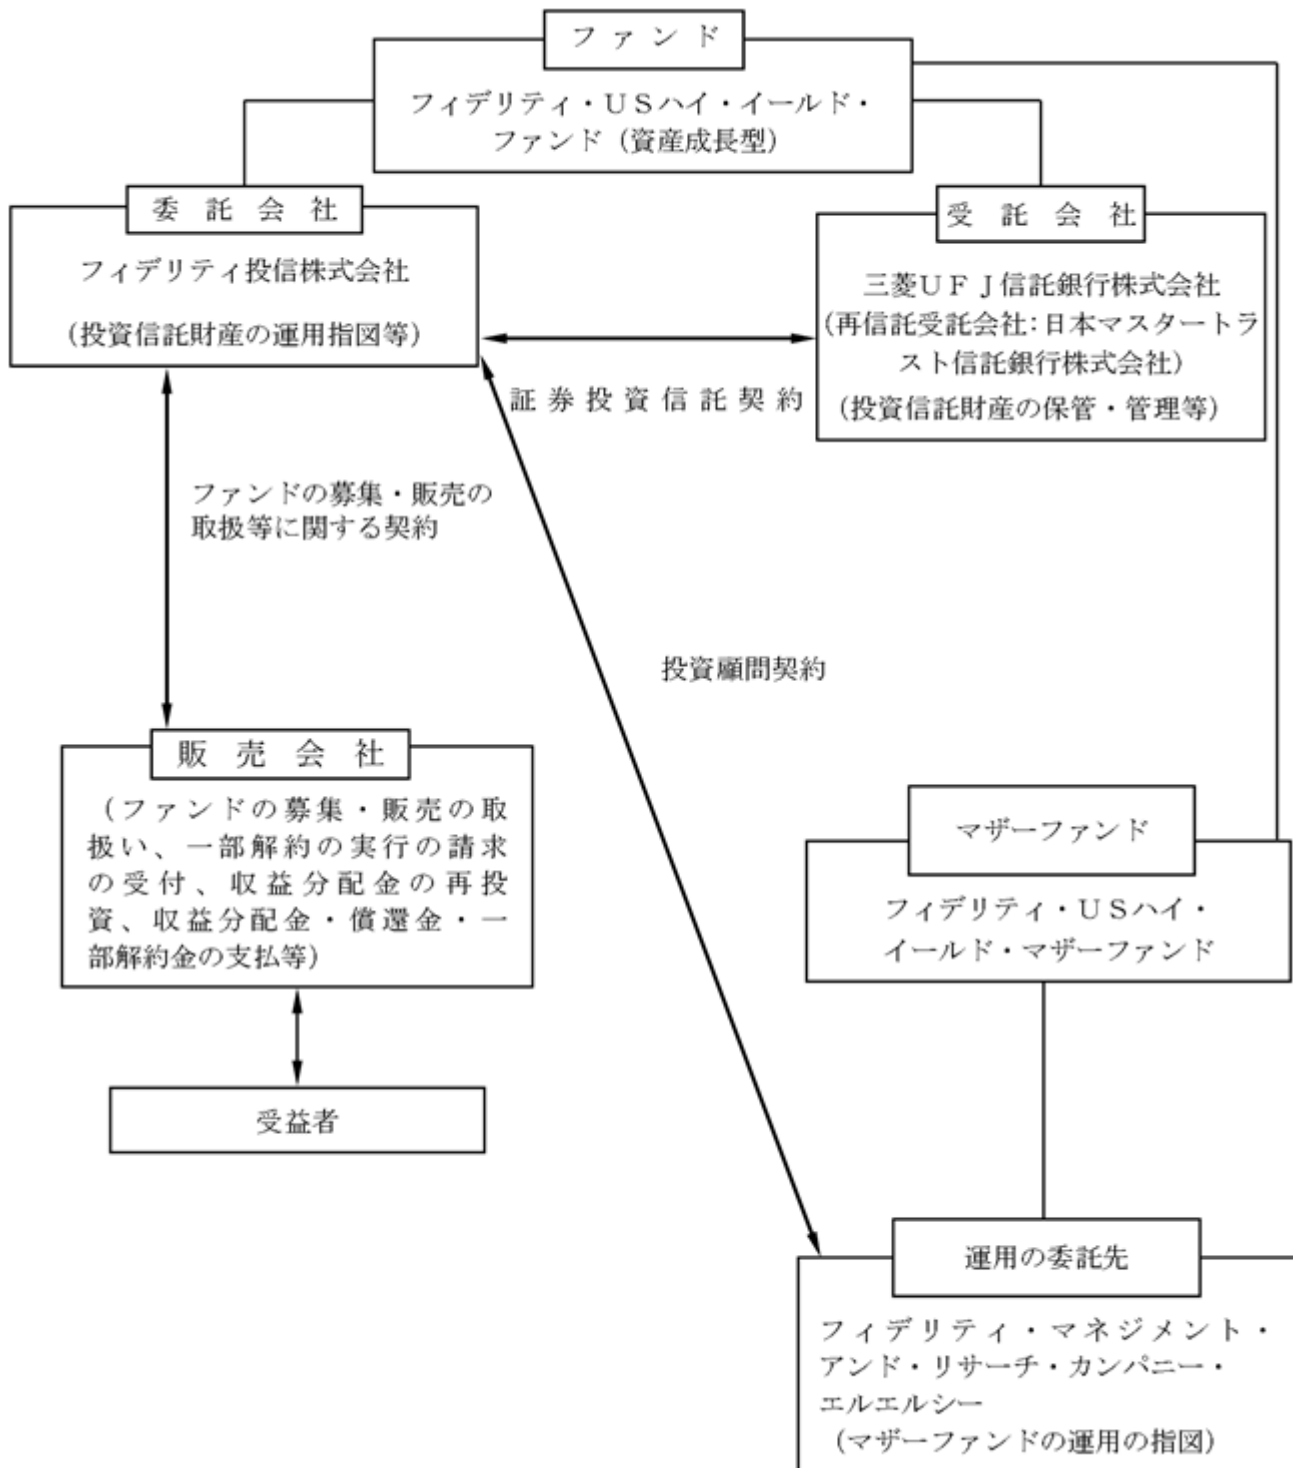 ファンド
フィデリティ・ＵＳハイ・イールド・
ファンド（資産成長型）
委託会社
フィデリティ投信株式会社
（投資信託財産の運用指図等）
受託会社
三菱ＵＦＪ信託銀行株式会社
（再信託受託会社：日本マスタートラ
スト信託銀行株式会社）
（投資信託財産の保管・管理等）
証券投資信託契約
ファンドの募集・販売の
取扱等に関する契約
投資顧問契約
販売会社
（ファンドの募集・販売の取
扱い、一部解約の実行の請求
の受付、収益分配金の再投
資、収益分配金・償還金・一
部解約金の支払等）
受益者
マザーファンド
フィデリティ・ＵＳハイ・
イールド・マザーファンド
運用の委託先
フィデリティ・マネジメント・
アンド・リサーチ・カンパニー・
エルエルシー
（マザーファンドの運用の指図）